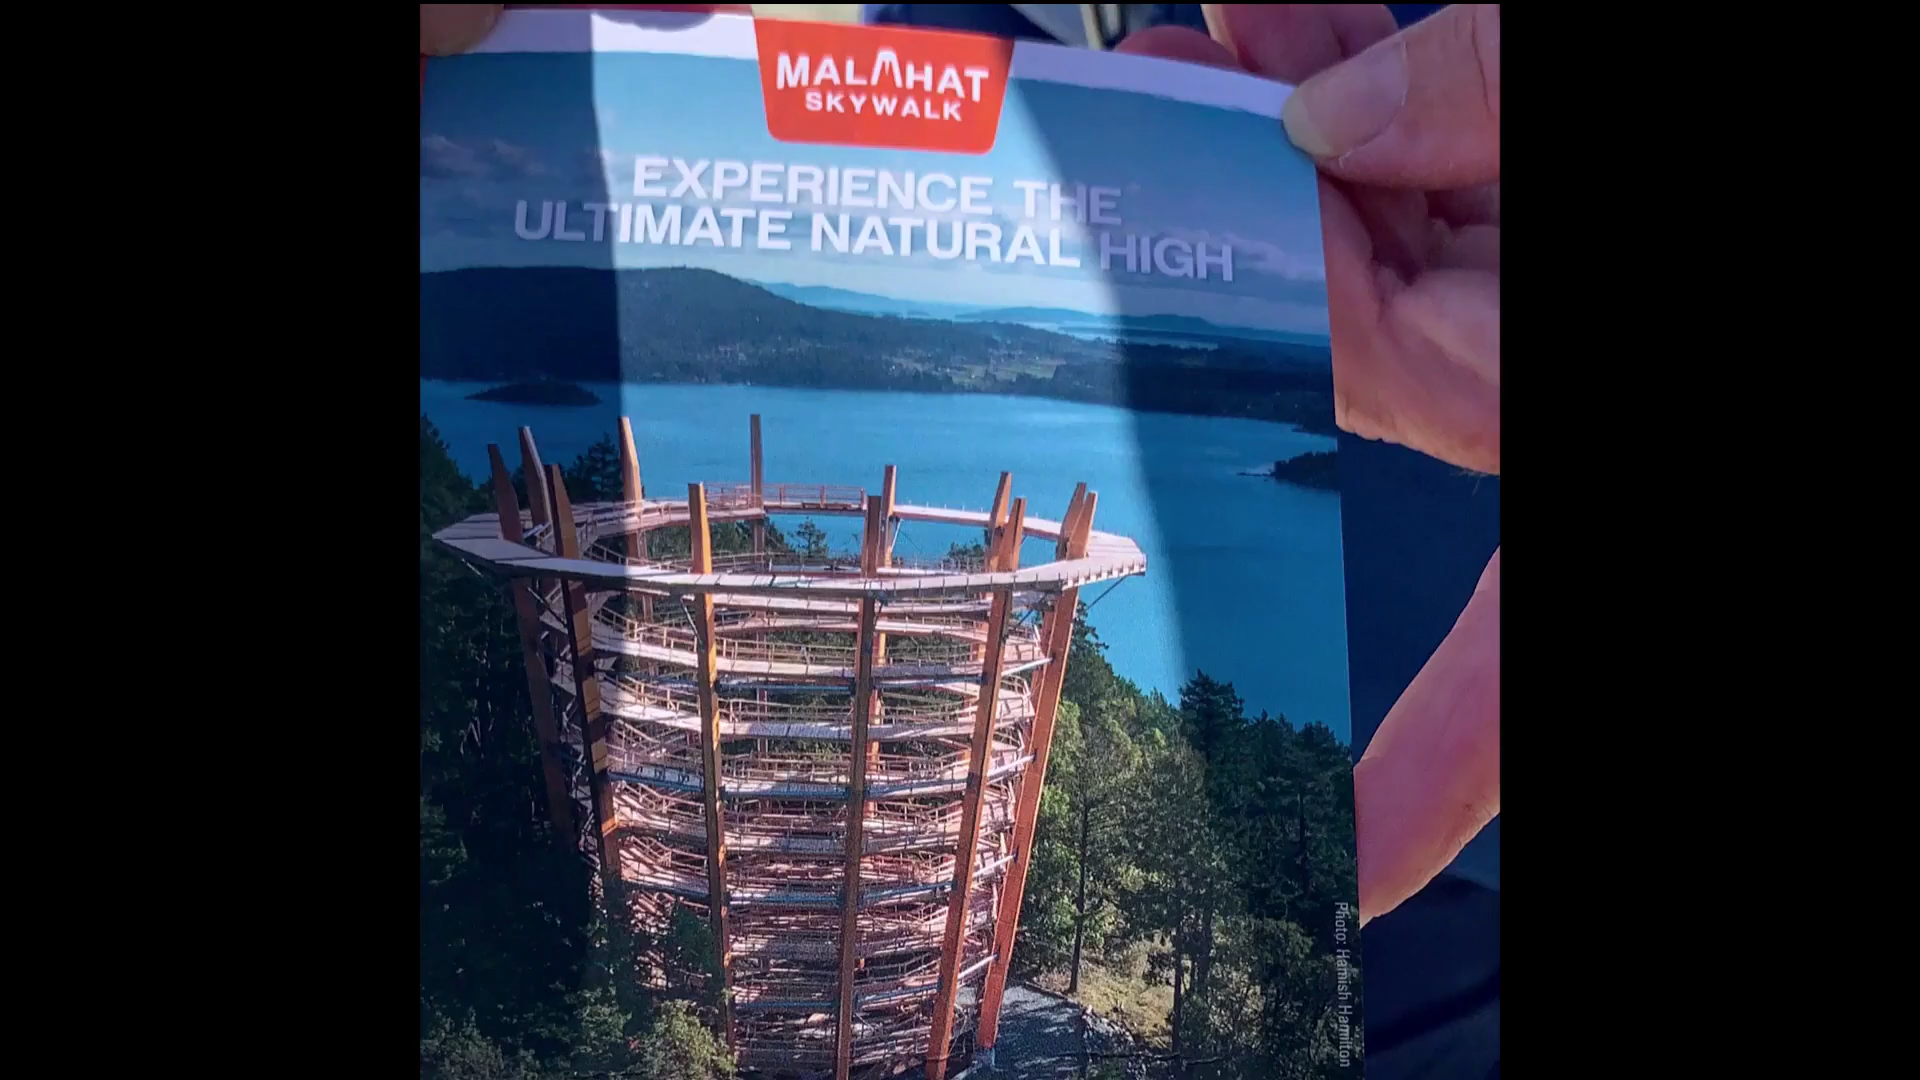 MALAHAT
SKYWALK
EXPERIENCE THE
ULTIMATE NATURAL HIGH
Photo: Hamish Hamilton